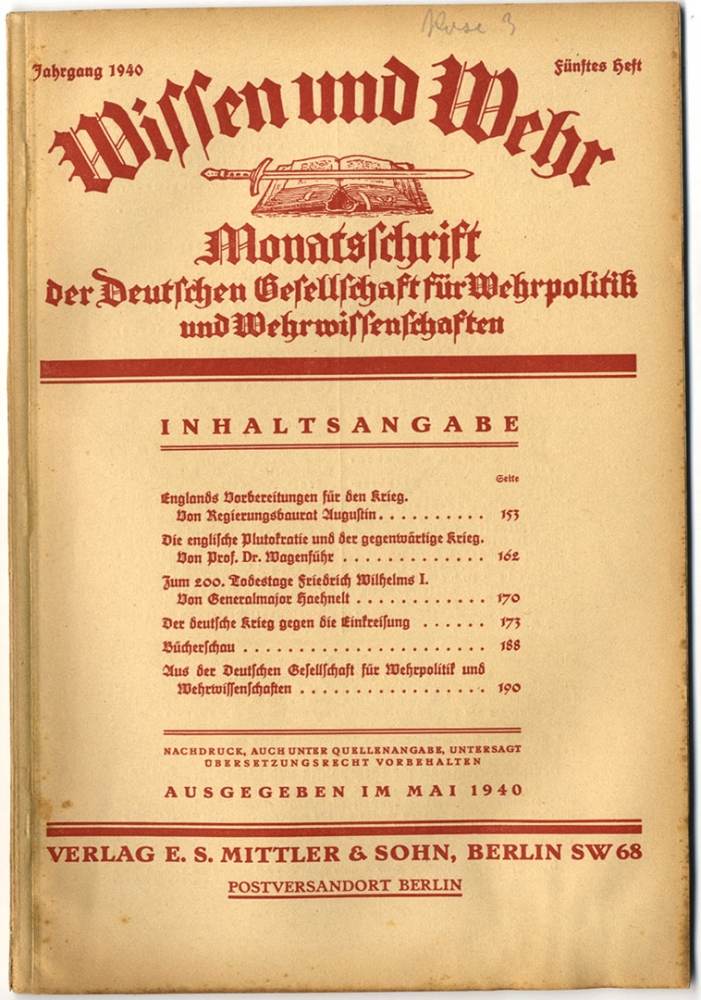 Jahrgang 1940
Fünftes Heft
Wissen und Wehr
Monatsschrift
der Deutschen Gesellschaft für Wehrpolitik
und Wehrwissenschaften
INHALTSANGABE
Seite
Englands Vorbereitungen für den Krieg.
Von Regierungsbaurat Augustin . . . . . . . . . . 153
Die englische Plutokratie und der gegenwärtige Krieg.
Von Prof. Dr. Wagenführ . . . . . . . . . . . . . 162
Zum 200. Todestage Friedrich Wilhelms I.
Von Generalmajor Haehnelt . . . . . . . . . . . . 170
Der deutsche Krieg gegen die Einkreisung . . . . . . 173
Bücherschau . . . . . . . . . . . . . . . . . . . . . . . 188
Aus der Deutschen Gesellschaft für Wehrpolitik und
Wehrwissenschaften . . . . . . . . . . . . . . . . . 190
NACHDRUCK, AUCH UNTER QUELLENANGABE, UNTERSAGT
ÜBERSETZUNGSRECHT VORBEHALTEN
AUSGEGEBEN IM MAI 1940
VERLAG E. S. MITTLER & SOHN, BERLIN SW 68
POSTVERSANDORT BERLIN